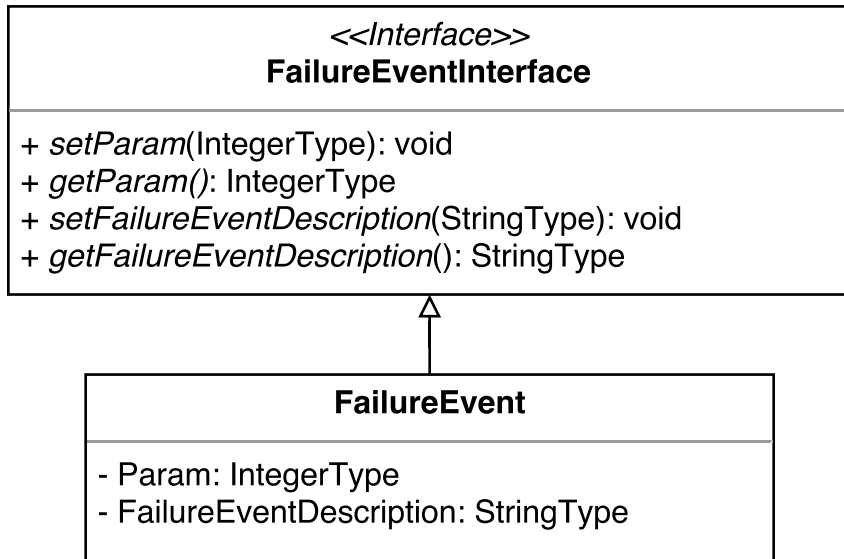 <<Interface>>
FailureEventInterface
+ setParam(IntegerType): void
+ getParam(): IntegerType
+ setFailureEventDescription(StringType): void
+ getFailureEventDescription(): StringType
FailureEvent
- Param: IntegerType
- FailureEventDescription: StringType